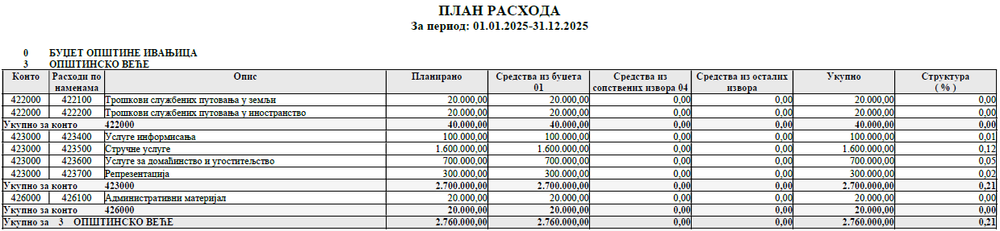 ПЛАН РАСХОДА
За период: 01.01.2025-31.12.2025
0 БУЏЕТ ОПШТИНЕ ИВАЊИЦА
3 ОПШТИНСКО ВЕЋЕ
Конто Расходи по наменама Опис Планирано Средства из буџета 01 Средства из сопствених извора 04 Средства из осталих извора Укупно Структура ( % )
422000 422100 Трошкови службених путовања у земљи 20.000,00 20.000,00 0,00 0,00 20.000,00 0,00
422000 422200 Трошкови службених путовања у иностранство 20.000,00 20.000,00 0,00 0,00 20.000,00 0,00
Укупно за конто 422000 40.000,00 40.000,00 0,00 0,00 40.000,00 0,00
423000 423400 Услуге информисања 100.000,00 100.000,00 0,00 0,00 100.000,00 0,01
423000 423500 Стручне услуге 1.600.000,00 1.600.000,00 0,00 0,00 1.600.000,00 0,12
423000 423600 Услуге за домаћинство и угоститељство 700.000,00 700.000,00 0,00 0,00 700.000,00 0,05
423000 423700 Репрезентација 300.000,00 300.000,00 0,00 0,00 300.000,00 0,02
Укупно за конто 423000 2.700.000,00 2.700.000,00 0,00 0,00 2.700.000,00 0,21
426000 426100 Административни материјал 20.000,00 20.000,00 0,00 0,00 20.000,00 0,00
Укупно за конто 426000 20.000,00 20.000,00 0,00 0,00 20.000,00 0,00
Укупно за 3 ОПШТИНСКО ВЕЋЕ 2.760.000,00 2.760.000,00 0,00 0,00 2.760.000,00 0,21